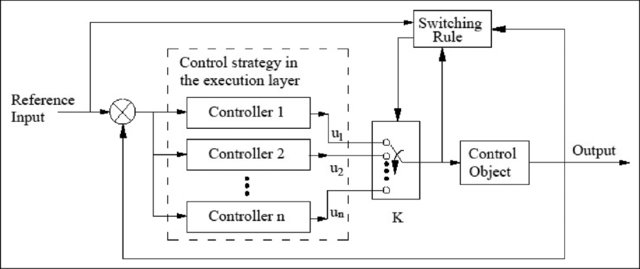 Switching
Rule
Control strategy in
the execution layer
Reference
Input
Controller 1
u1
Controller 2
u2
Controller n
un
K
Control
Object
Output